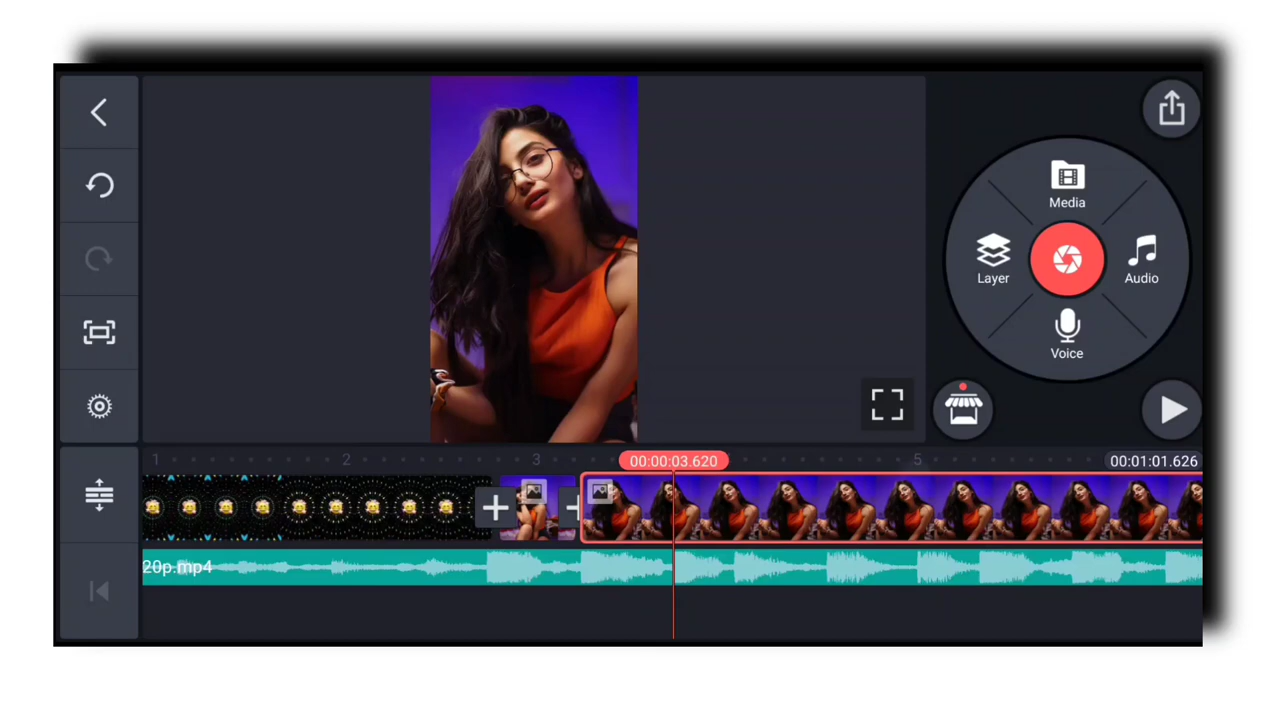 Media
Layer
Audio
Voice
1
2
3
00:00:03.620
5
00:01:01.626
20p.mp4